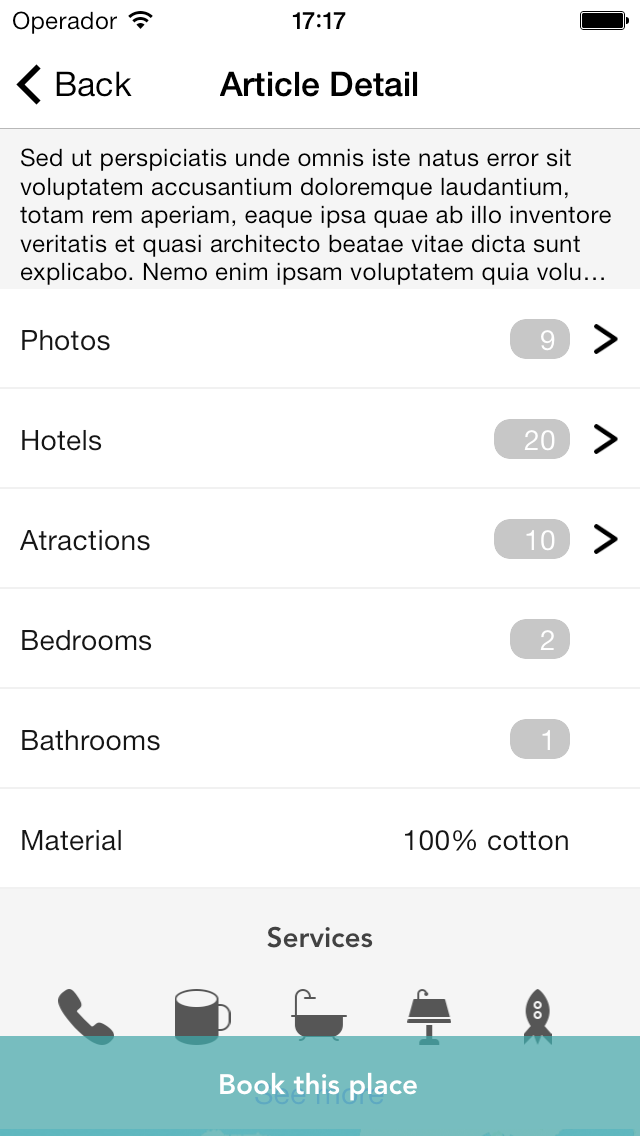 Operador 17:17
Back Article Detail
Sed ut perspiciatis unde omnis iste natus error sit
voluptatem accusantium doloremque laudantium,
totam rem aperiam, eaque ipsa quae ab illo inventore
veritatis et quasi architecto beatae vitae dicta sunt
explicabo. Nemo enim ipsam voluptatem quia volu…
Photos 9
Hotels 20
Atractions 10
Bedrooms 2
Bathrooms 1
Material 100% cotton
Services
Book this place
See more